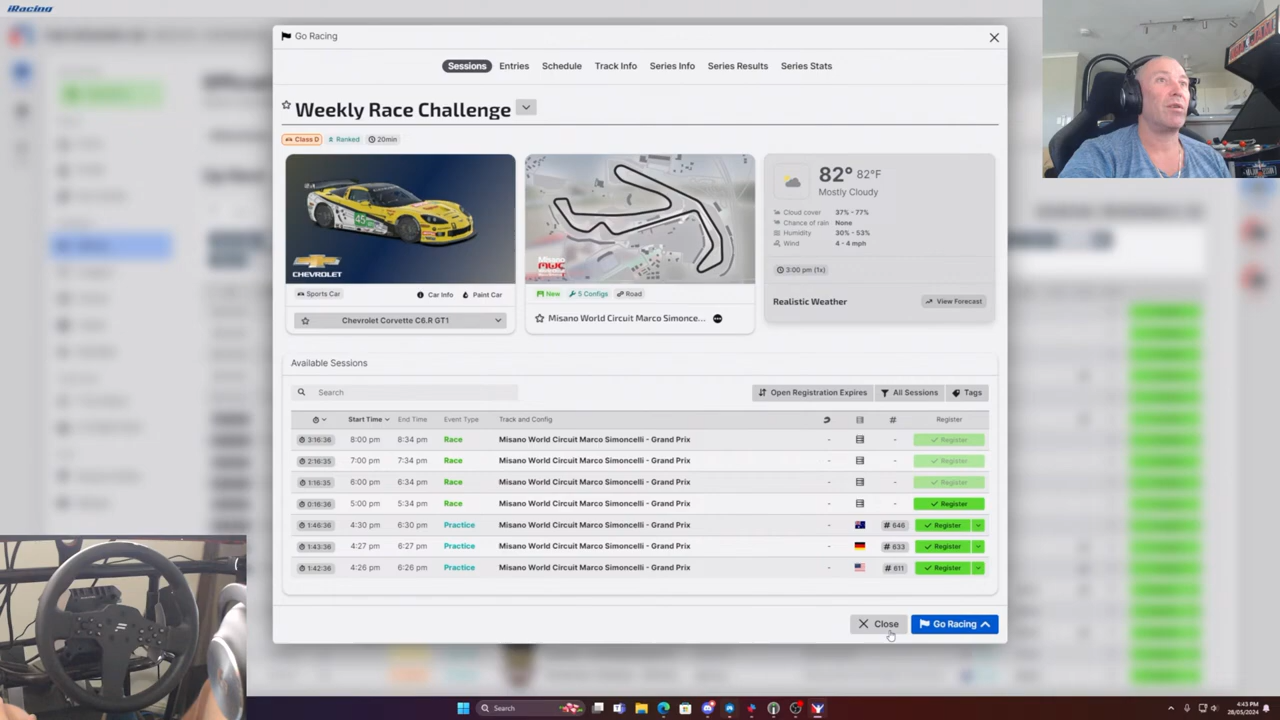 iRacing
Go Racing
Sessions Entries Schedule Track Info Series Info Series Results Series Stats
Weekly Race Challenge
Class D Ranked 20min
45
CHEVROLET
Sports Car Car Info Paint Car
Chevrolet Corvette C6.R GT1
Misano
MWC
New 5 Configs Road
Misano World Circuit Marco Simonce...
82° 82°F
Mostly Cloudy
Cloud cover 37% - 77%
Chance of rain None
Humidity 30% - 53%
Wind 4 - 4 mph
3:00 pm (1x)
Realistic Weather View Forecast
Available Sessions
Search Open Registration Expires All Sessions Tags
Start Time End Time Event Type Track and Config # Register
3:16:36 8:00 pm 8:34 pm Race Misano World Circuit Marco Simoncelli - Grand Prix - - Register
2:16:35 7:00 pm 7:34 pm Race Misano World Circuit Marco Simoncelli - Grand Prix - - Register
1:16:35 6:00 pm 6:34 pm Race Misano World Circuit Marco Simoncelli - Grand Prix - - Register
0:16:36 5:00 pm 5:34 pm Race Misano World Circuit Marco Simoncelli - Grand Prix - - Register
1:46:36 4:30 pm 6:30 pm Practice Misano World Circuit Marco Simoncelli - Grand Prix - # 646 Register
1:43:36 4:27 pm 6:27 pm Practice Misano World Circuit Marco Simoncelli - Grand Prix - # 633 Register
1:42:36 4:26 pm 6:26 pm Practice Misano World Circuit Marco Simoncelli - Grand Prix - # 611 Register
Close Go Racing
Search
4:43 PM
26/05/2024